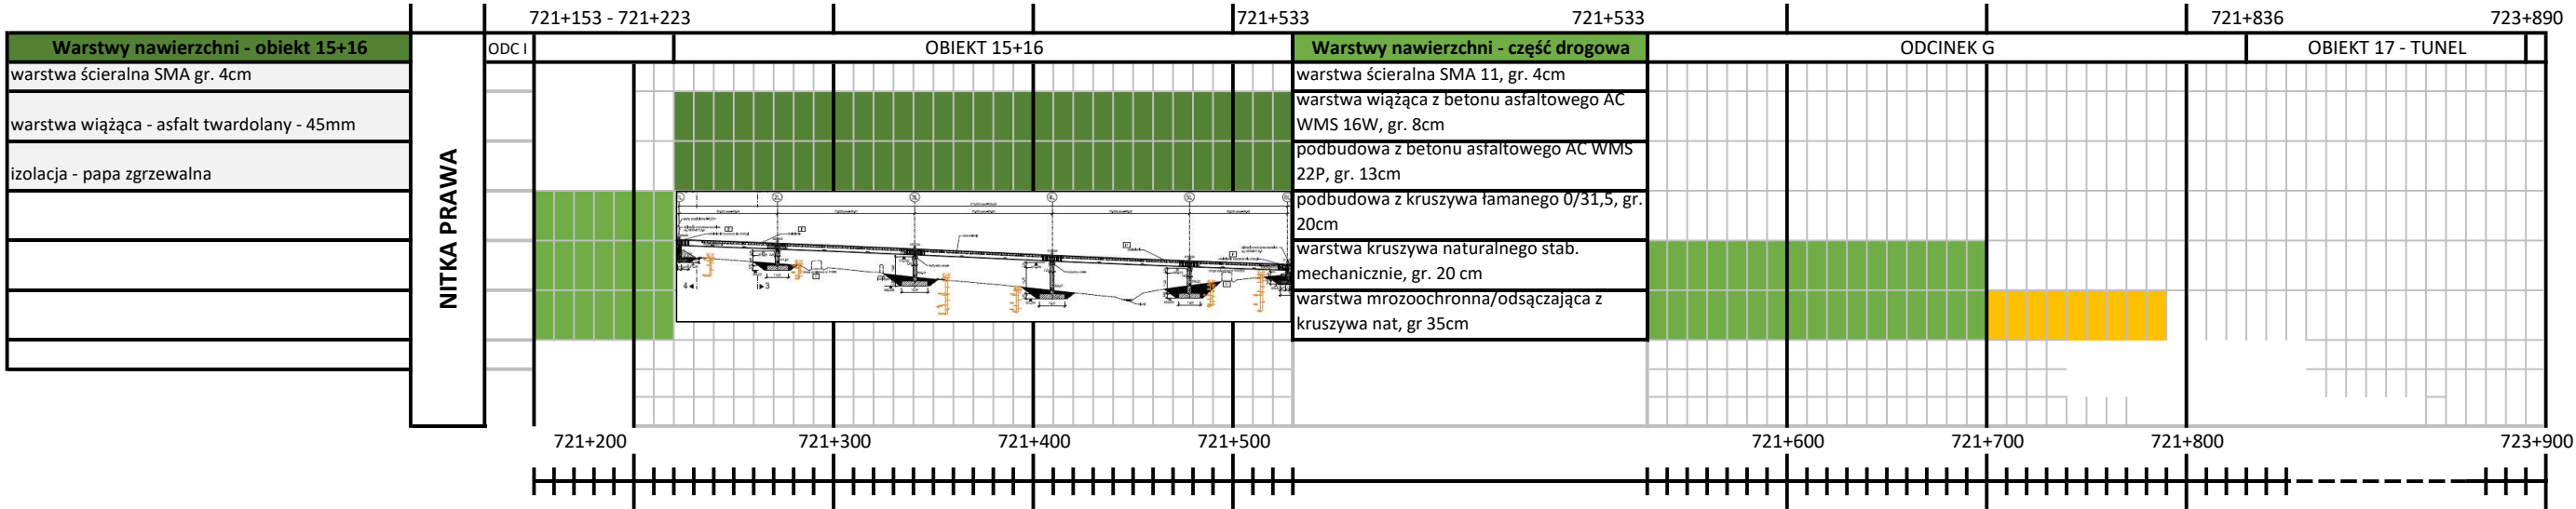 721+153 - 721+223
721+533
721+533
721+836
723+890
Warstwy nawierzchni - obiekt 15+16
ODC I
OBIEKT 15+16
Warstwy nawierzchni - część drogowa
ODCINEK G
OBIEKT 17 - TUNEL
warstwa ścieralna SMA gr. 4cm
warstwa wiążąca - asfalt twardolany - 45mm
izolacja - papa zgrzewalna
NITKA PRAWA
warstwa ścieralna SMA 11, gr. 4cm
warstwa wiążąca z betonu asfaltowego AC
WMS 16W, gr. 8cm
podbudowa z betonu asfaltowego AC WMS
22P, gr. 13cm
podbudowa z kruszywa łamanego 0/31,5, gr.
20cm
warstwa kruszywa naturalnego stab.
mechanicznie, gr. 20 cm
warstwa mrozoochronna/odsączająca z
kruszywa nat, gr 35cm
4
3
721+200
721+300
721+400
721+500
721+600
721+700
721+800
723+900